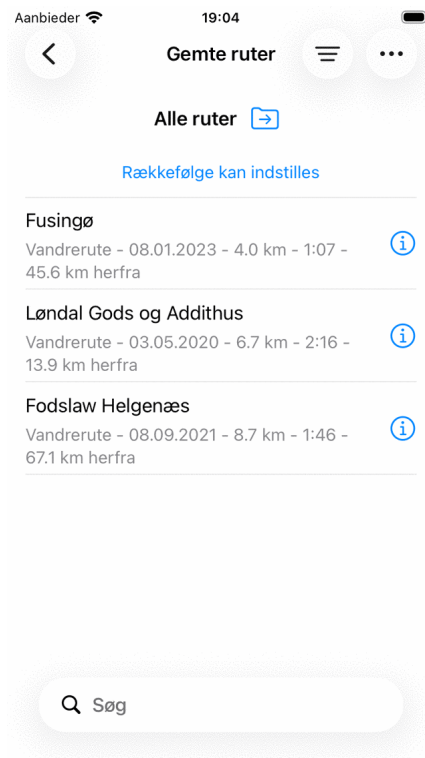 Aanbieder 19:04
Gemte ruter
Alle ruter
Rækkefølge kan indstilles
Fusingø
Vandrerute - 08.01.2023 - 4.0 km - 1:07 -
45.6 km herfra
Løndal Gods og Addithus
Vandrerute - 03.05.2020 - 6.7 km - 2:16 -
13.9 km herfra
Fodslaw Helgenæs
Vandrerute - 08.09.2021 - 8.7 km - 1:46 -
67.1 km herfra
Søg